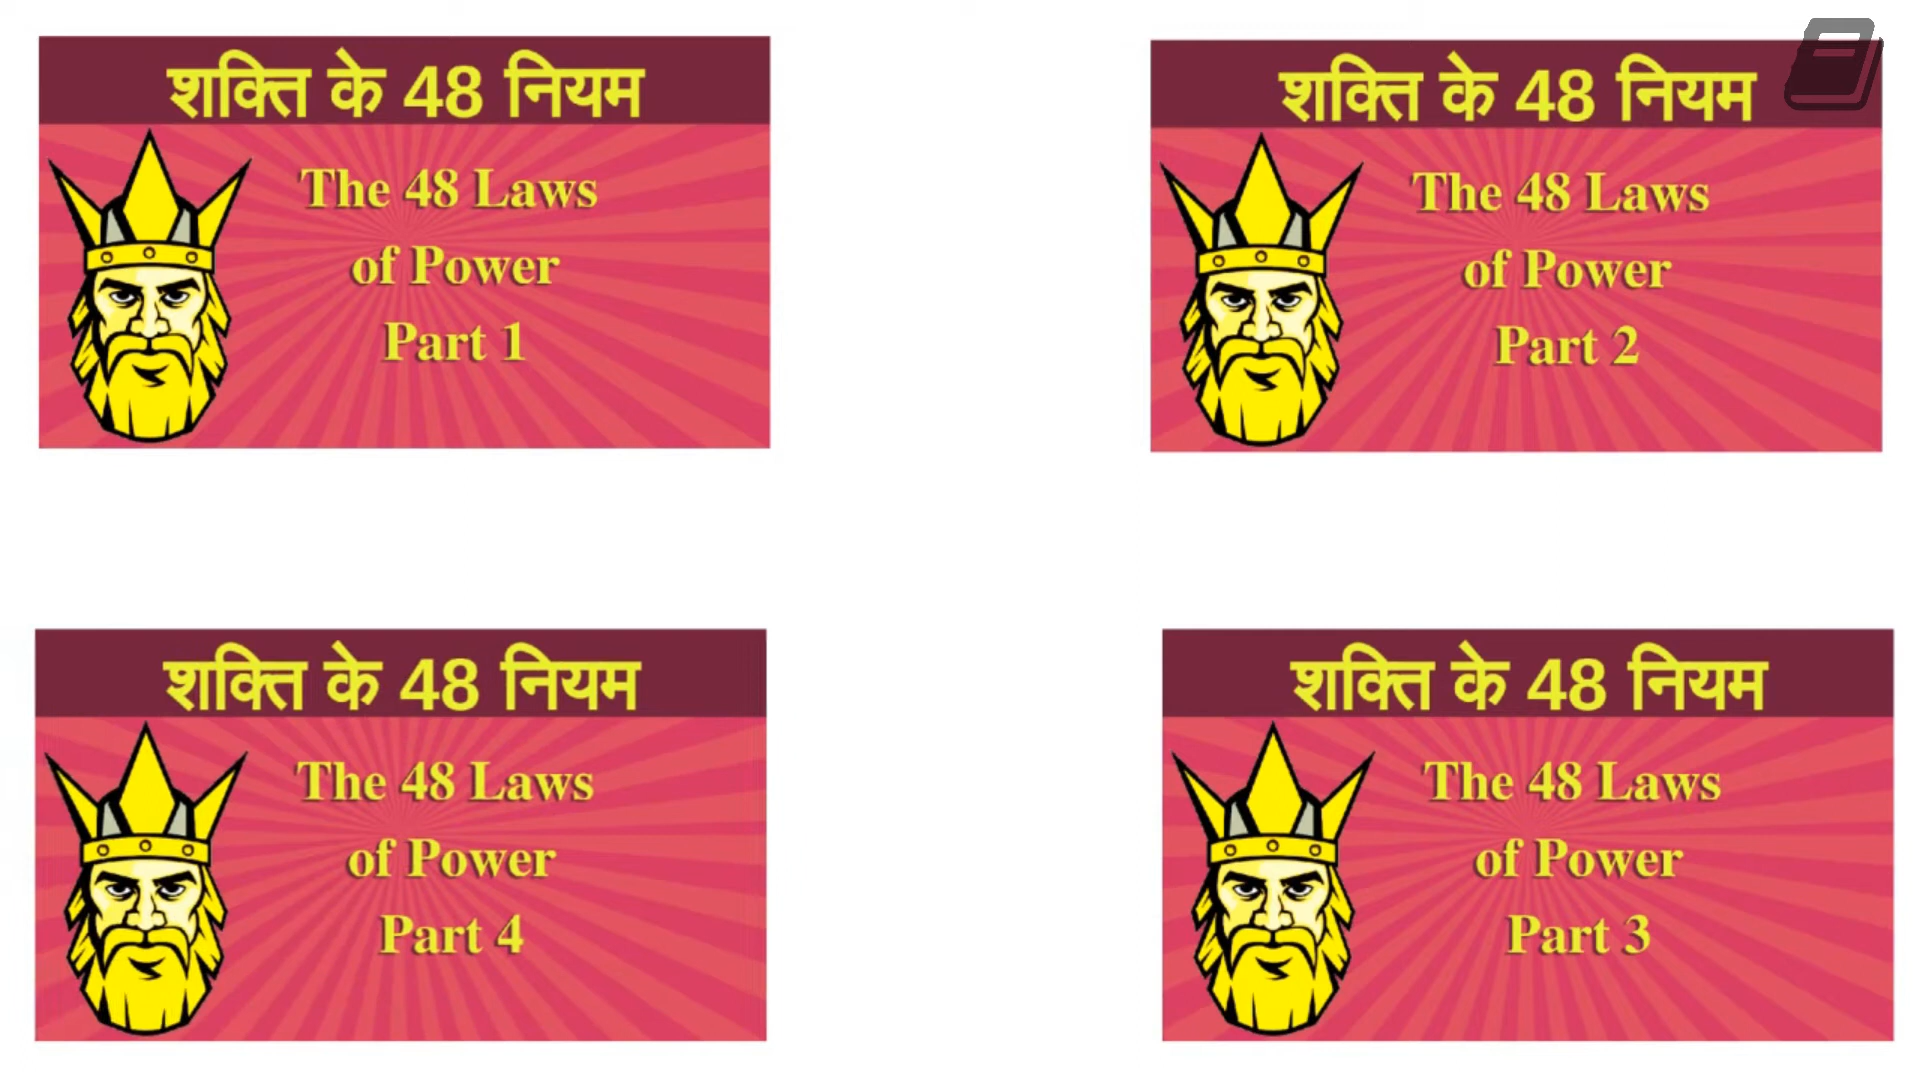 शक्ति के 48 नियम
The 48 Laws
of Power
Part 1
शक्ति के 48 नियम
The 48 Laws
of Power
Part 2
शक्ति के 48 नियम
The 48 Laws
of Power
Part 4
शक्ति के 48 नियम
The 48 Laws
of Power
Part 3